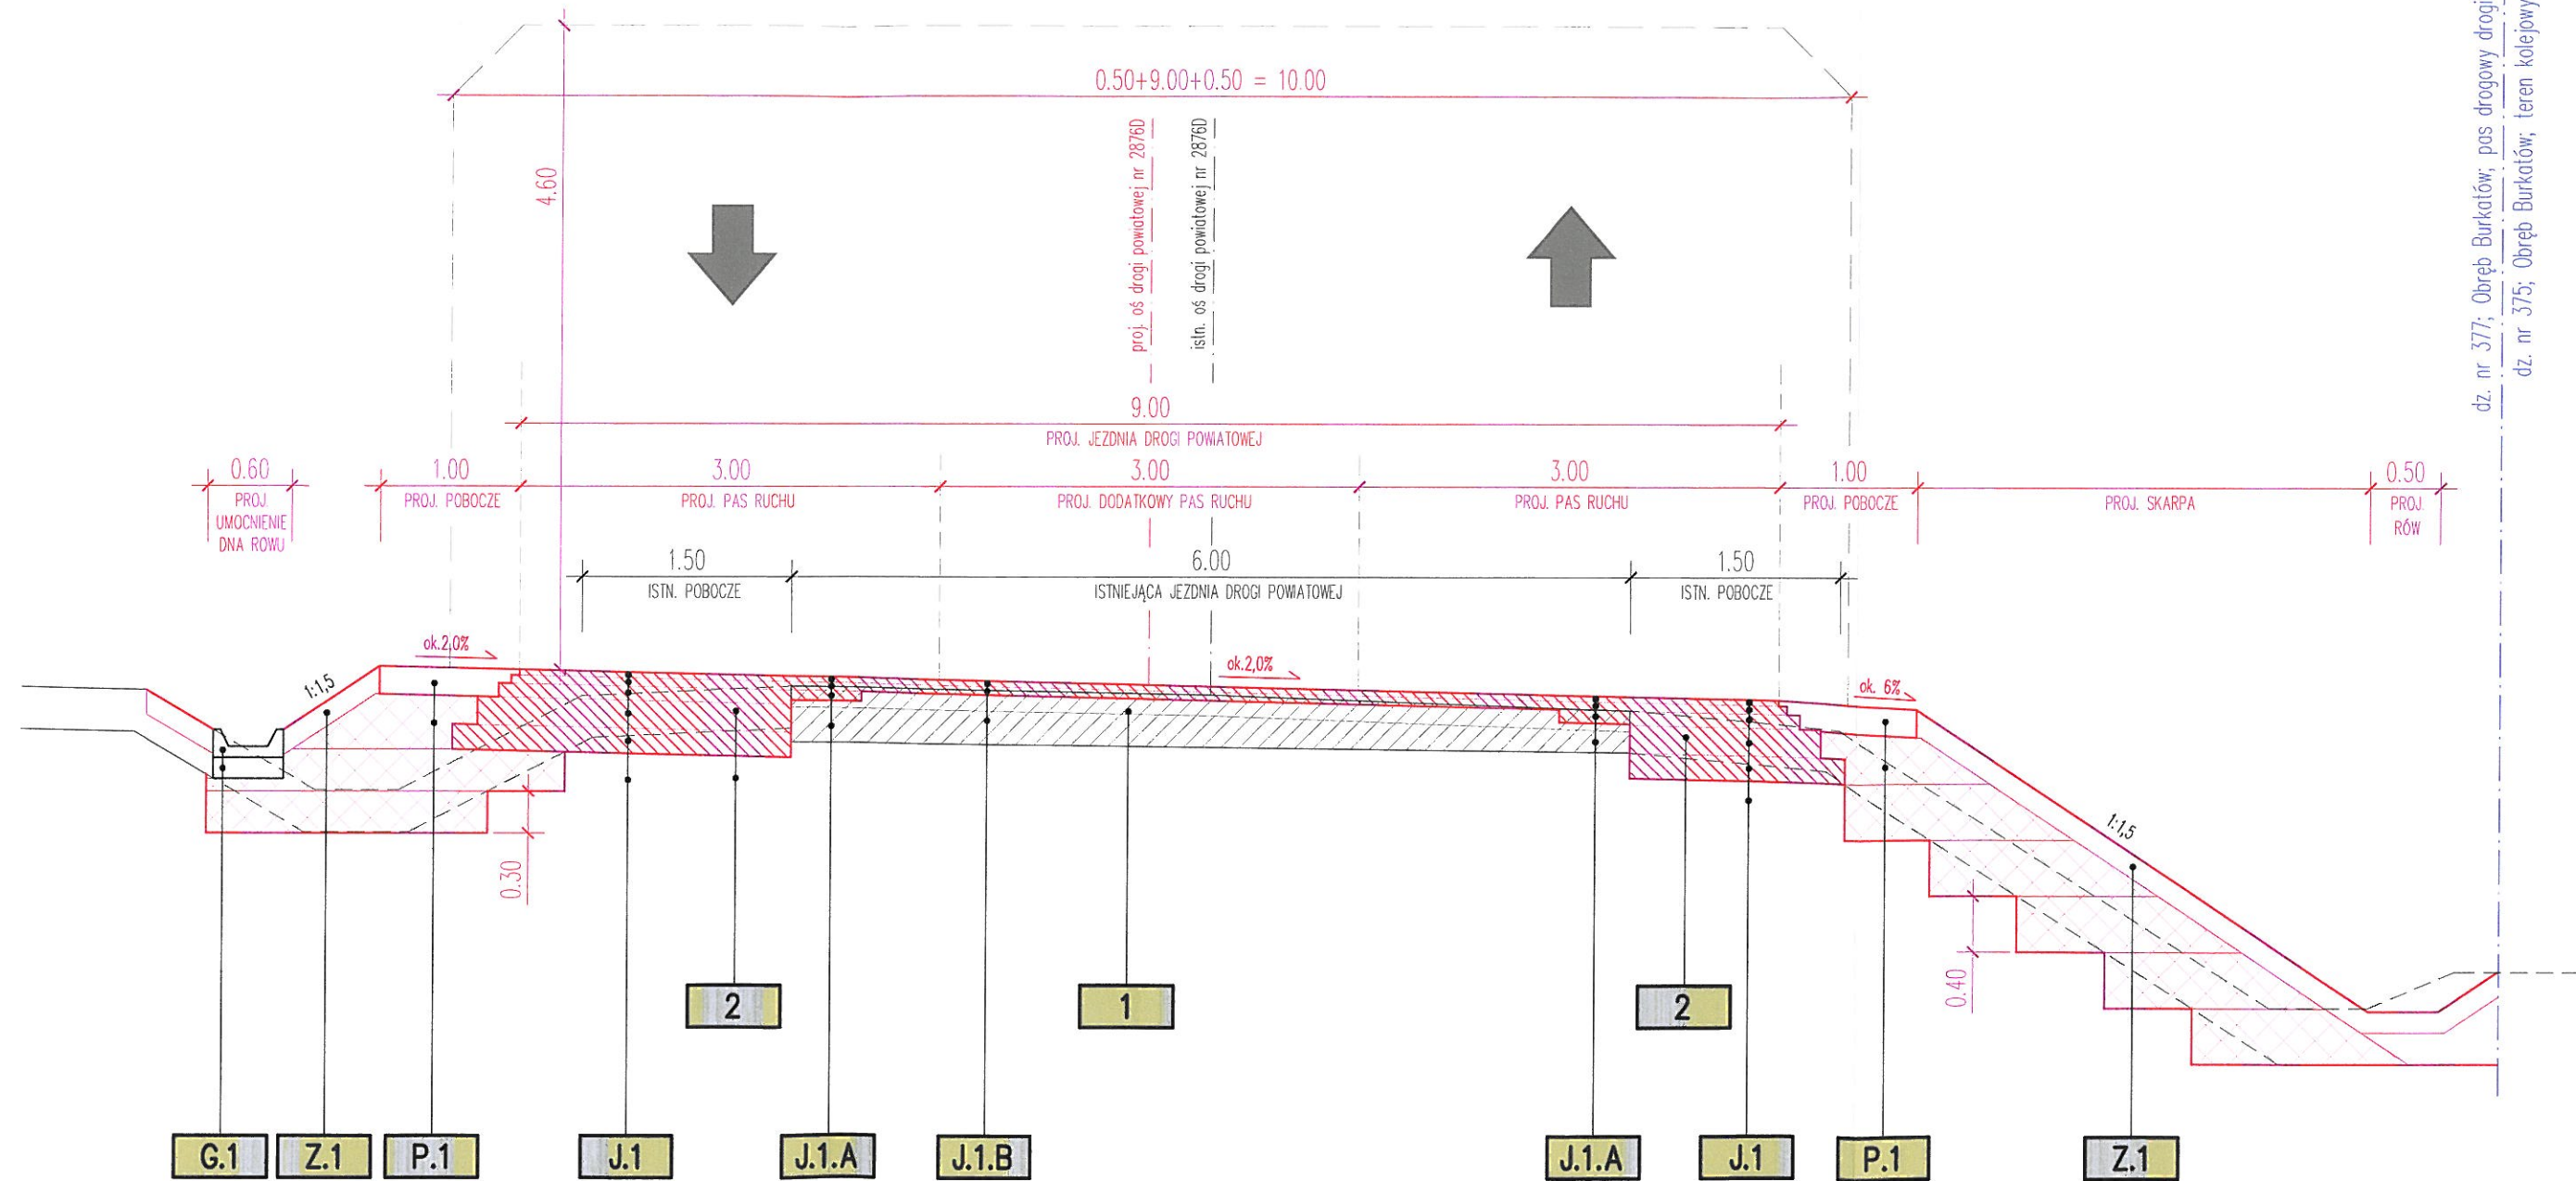 0.50+9.00+0.50 = 10.00
4.60
proj. oś drogi powiatowej nr 2876D
istn. oś drogi powiatowej nr 2876D
dz. nr 377; Obręb Burkatów; pas drogowy drogi
dz. nr 375; Obręb Burkatów; teren kolejowy
9.00
PROJ. JEZDNIA DROGI POWIATOWEJ
0.60
PROJ.
UMOCNIENIE
DNA ROWU
1.00
PROJ. POBOCZE
3.00
PROJ. PAS RUCHU
3.00
PROJ. DODATKOWY PAS RUCHU
3.00
PROJ. PAS RUCHU
1.00
PROJ. POBOCZE
PROJ. SKARPA
0.50
PROJ.
RÓW
1.50
ISTN. POBOCZE
6.00
ISTNIEJĄCA JEZDNIA DROGI POWIATOWEJ
1.50
ISTN. POBOCZE
1:1,5
ok.2,0%
ok.2,0%
ok. 6%
1:1,5
0.30
0.40
2
1
2
G.1
Z.1
P.1
J.1
J.1.A
J.1.B
J.1.A
J.1
P.1
Z.1